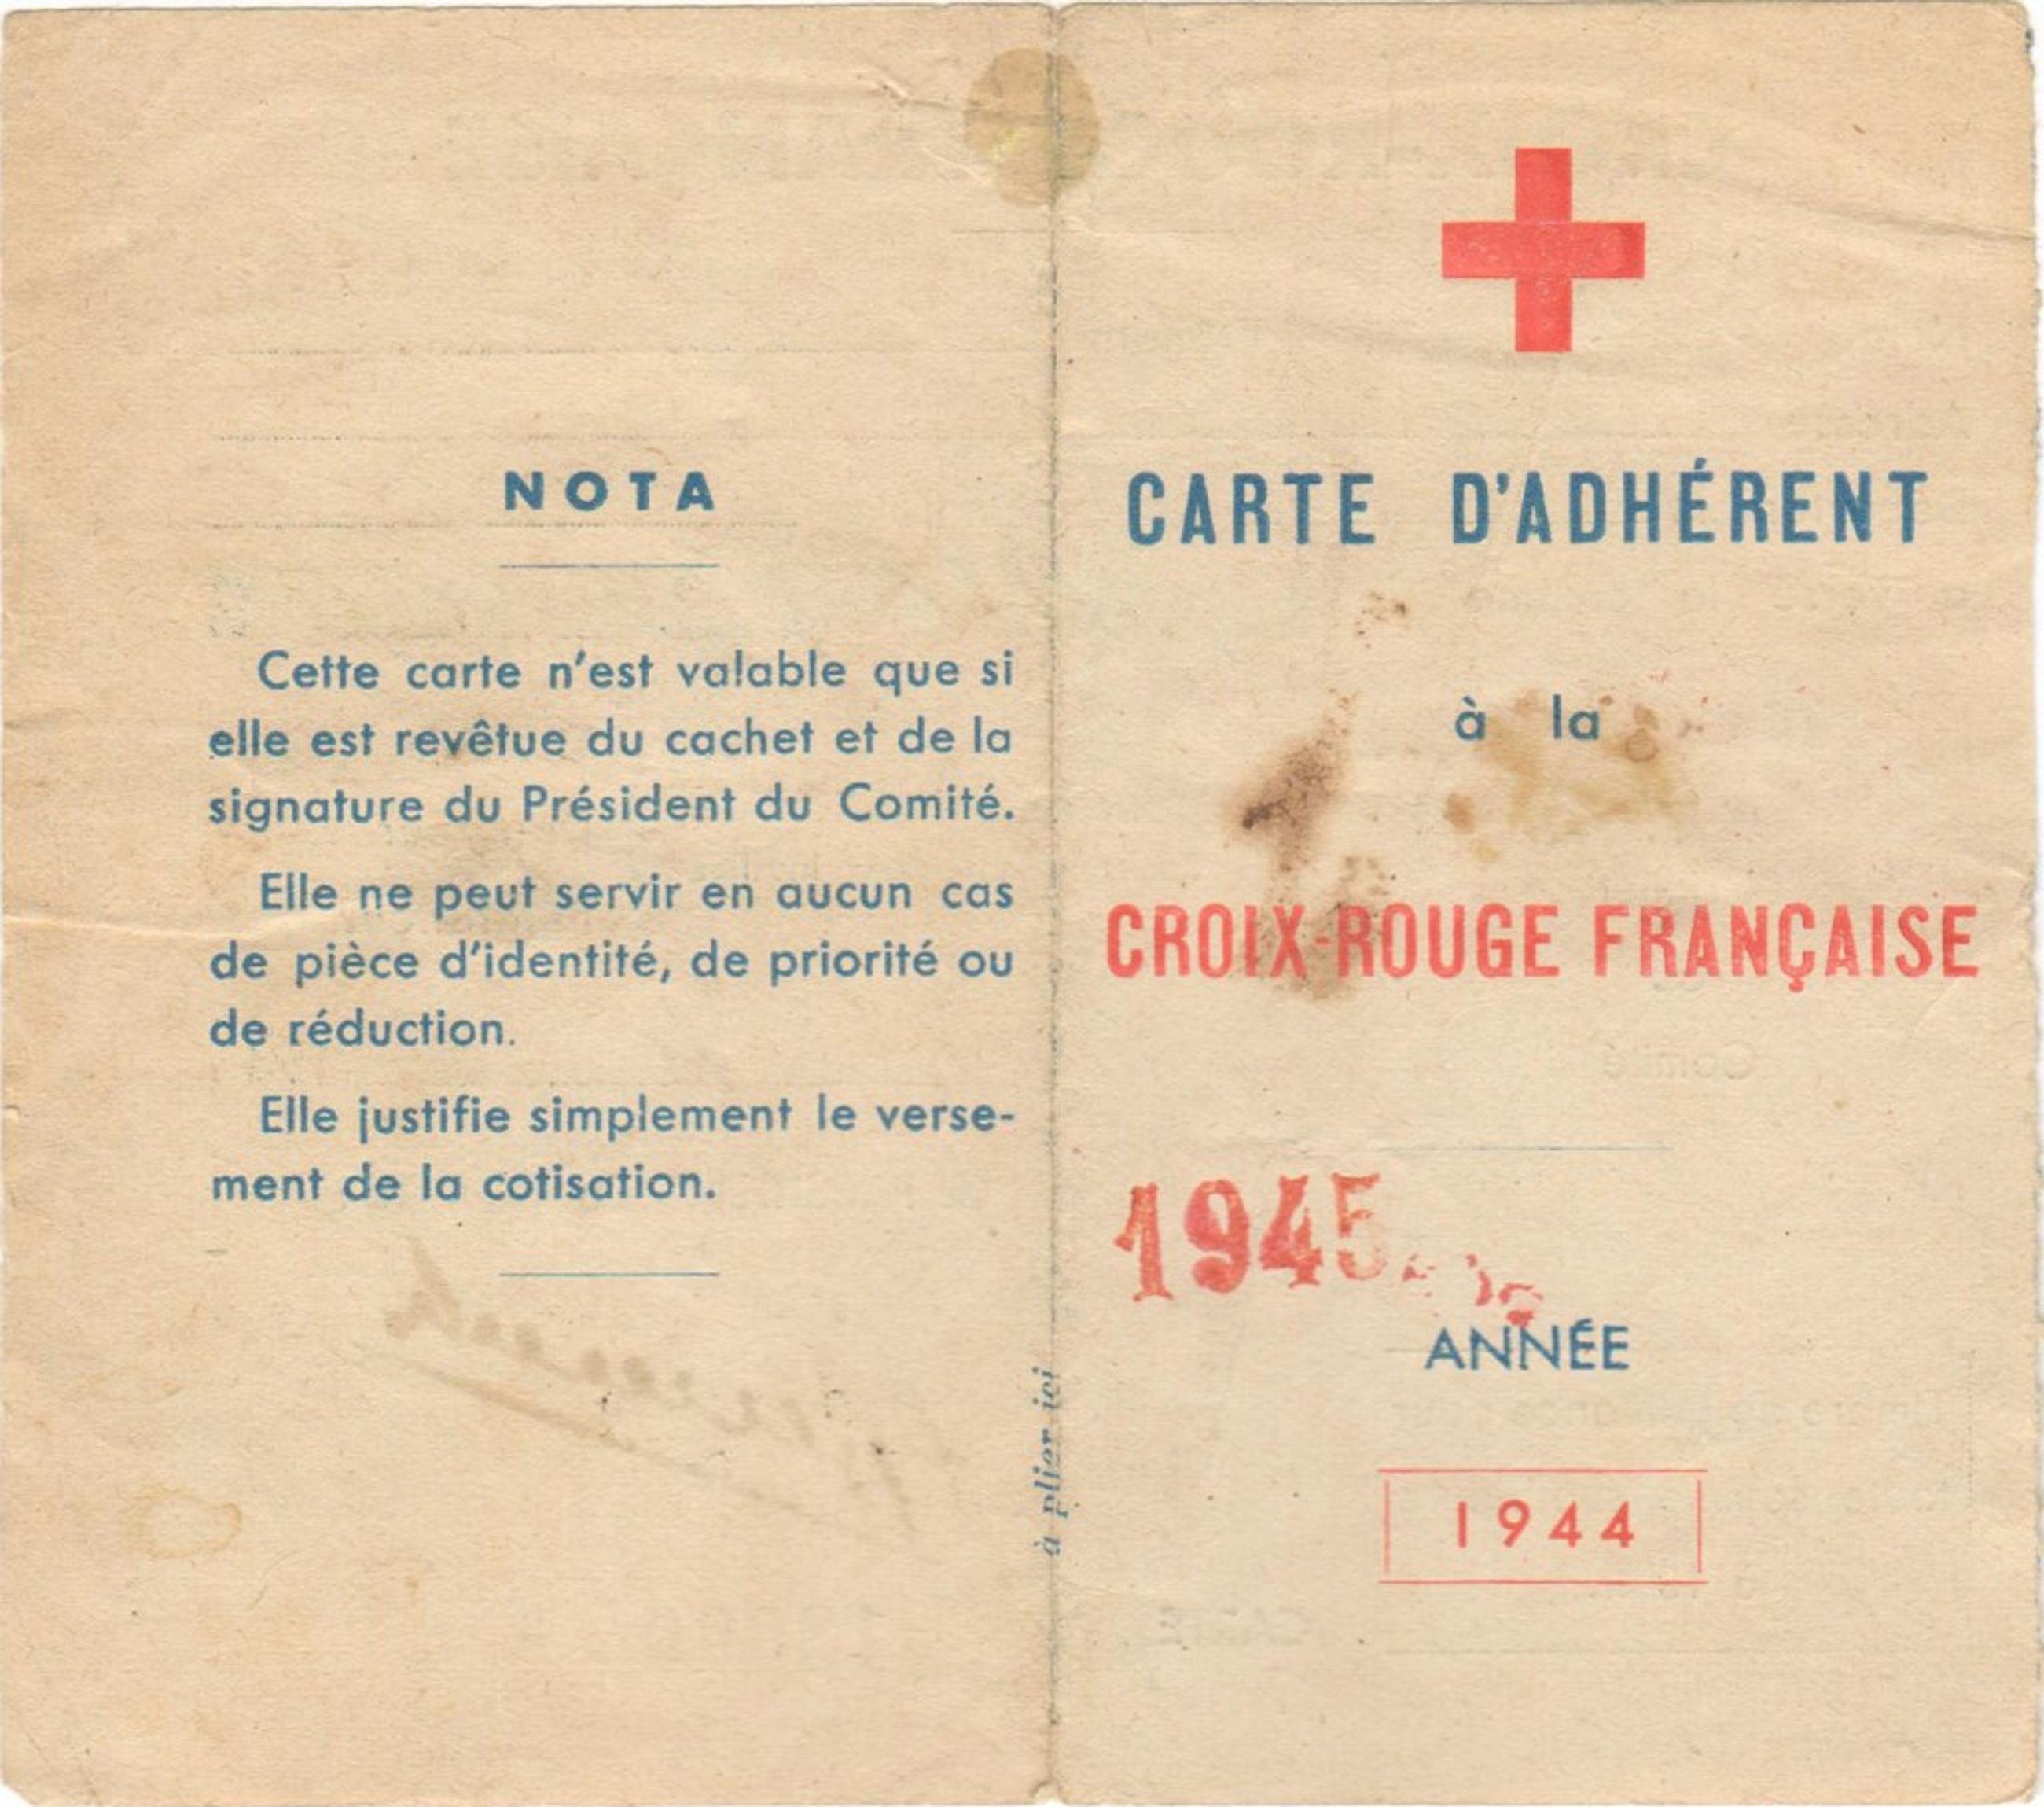 NOTA
Cette carte n'est valable que si
elle est revêtue du cachet et de la
signature du Président du Comité.
Elle ne peut servir en aucun cas
de pièce d'identité, de priorité ou
de réduction.
Elle justifie simplement le verse-
ment de la cotisation.
à plier ici
CARTE D'ADHÉRENT
à la
CROIX-ROUGE FRANÇAISE
1945
ANNÉE
1944